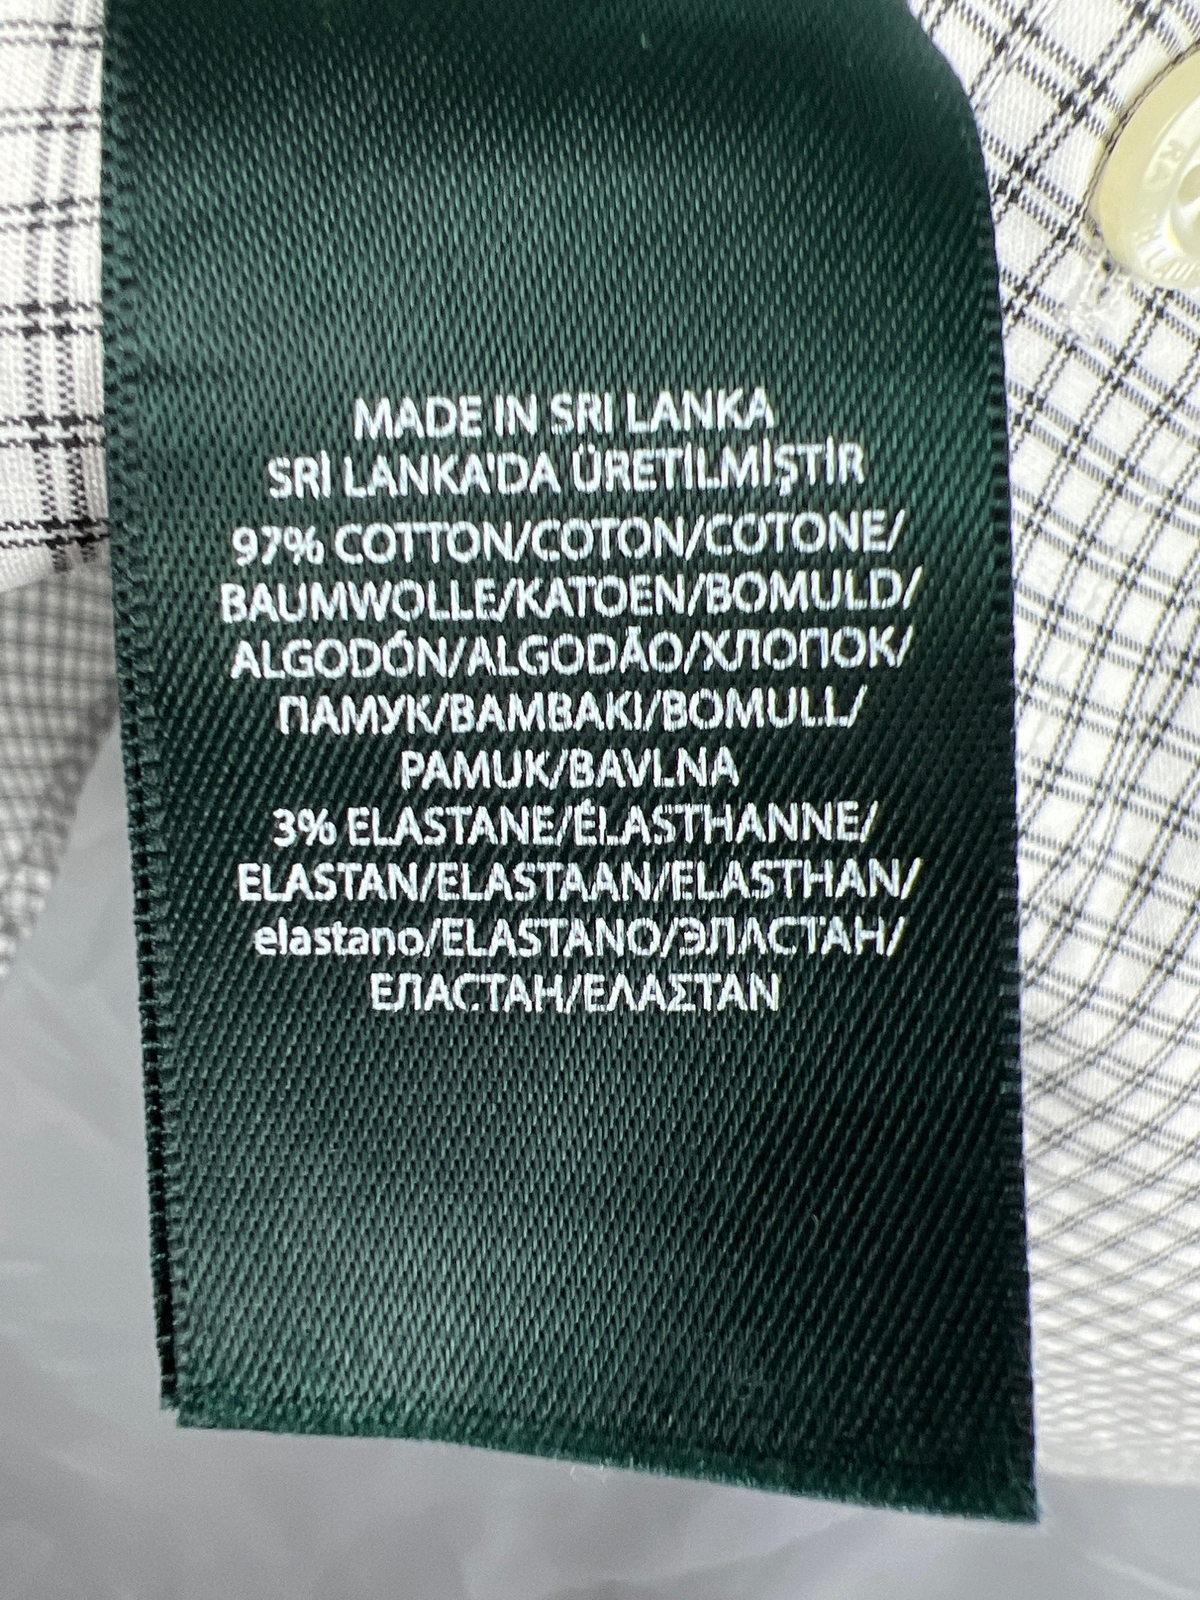 MADE IN SRI LANKA
SRİ LANKA'DA ÜRETİLMİŞTİR
97% COTTON/COTON/COTONE/
BAUMWOLLE/KATOEN/BOMULD/
ALGODÓN/ALGODÃO/ХЛОПОК/
ПАМУК/BAMBAKI/BOMULL/
PAMUK/BAVLNA
3% ELASTANE/ÉLASTHANNE/
ELASTAN/ELASTAAN/ELASTHAN/
elastano/ELASTANO/ЭЛАСТАН/
ЕЛАСТАН/ΕΛΑΣΤΑΝ